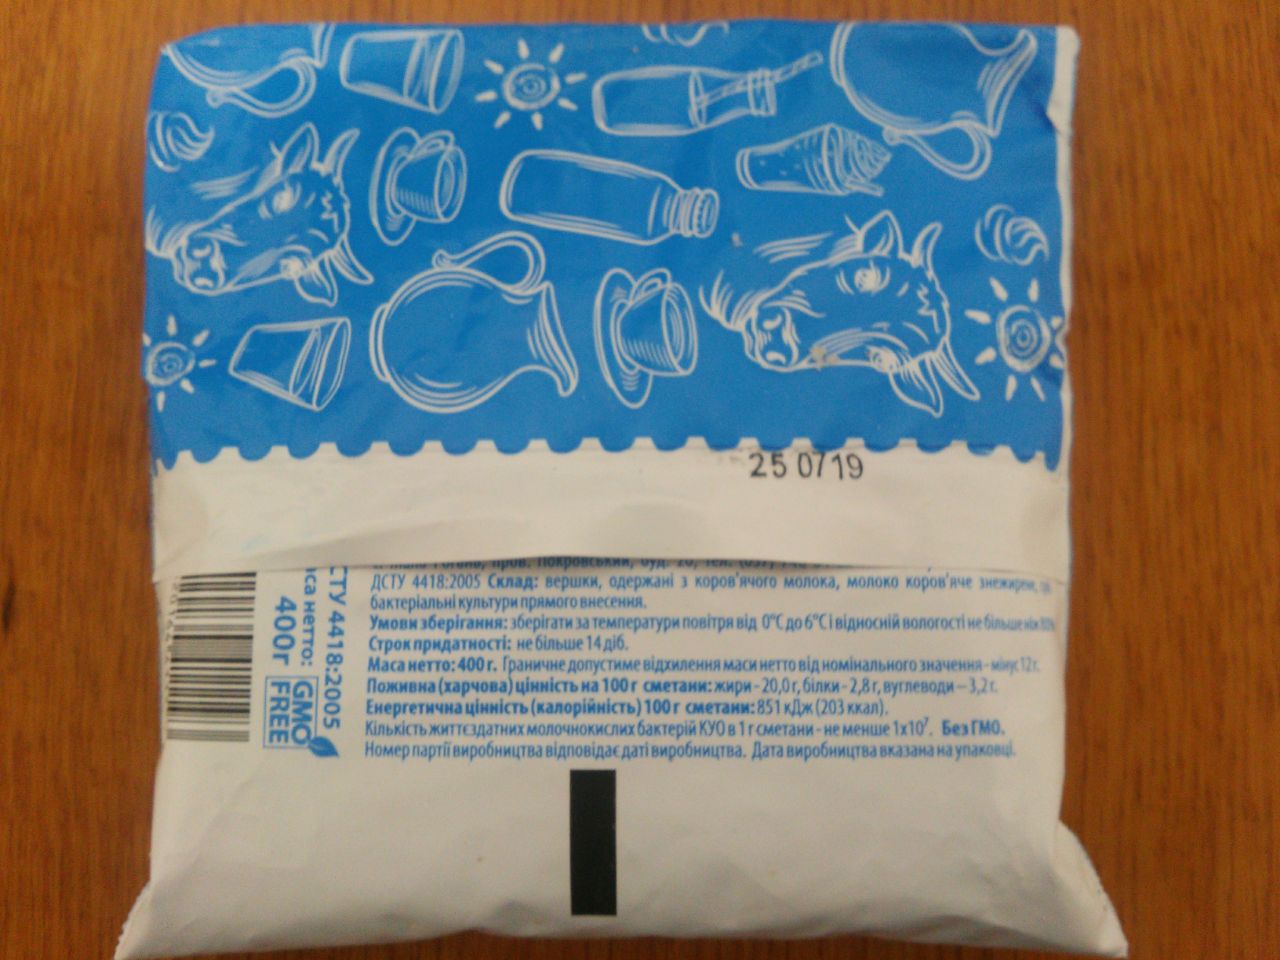 25 0719
ДСТУ 4418:2005 Склад: вершки, одержані з коров'ячого молока, молоко коров'яче знежирене,
бактеріальні культури прямого внесення.
Умови зберігання: зберігати за температури повітря від 0°С до 6°С і відносній вологості не більше ніж
Строк придатності: не більше 14 діб.
Маса нетто: 400 г. Граничне допустиме відхилення маси нетто від номінального значення - мінус 12 г.
Поживна (харчова) цінність на 100 г сметани: жири - 20,0 г, білки - 2,8 г, вуглеводи – 3,2 г.
Енергетична цінність (калорійність) 100 г сметани: 851 кДж (203 ккал).
Кількість життєздатних молочнокислих бактерій КУО в 1 г сметани - не менше 1х10⁷. Без ГМО.
Номер партії виробництва відповідає даті виробництва. Дата виробництва вказана на упаковці.
СТУ 4418:2005
са нетто:
400г
GMO
FREE